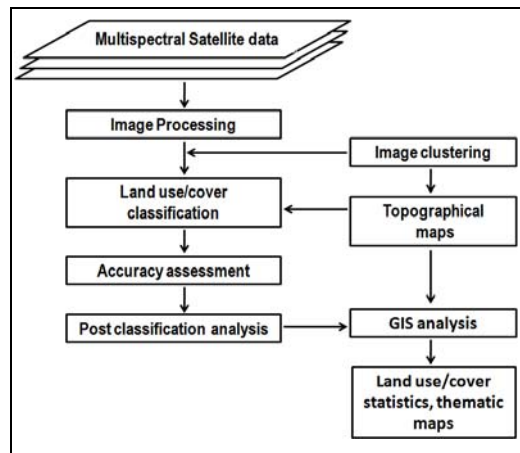 Multispectral Satellite data
Image Processing
Image clustering
Land use/cover
classification
Topographical
maps
Accuracy assessment
Post classification analysis
GIS analysis
Land use/cover
statistics, thematic
maps